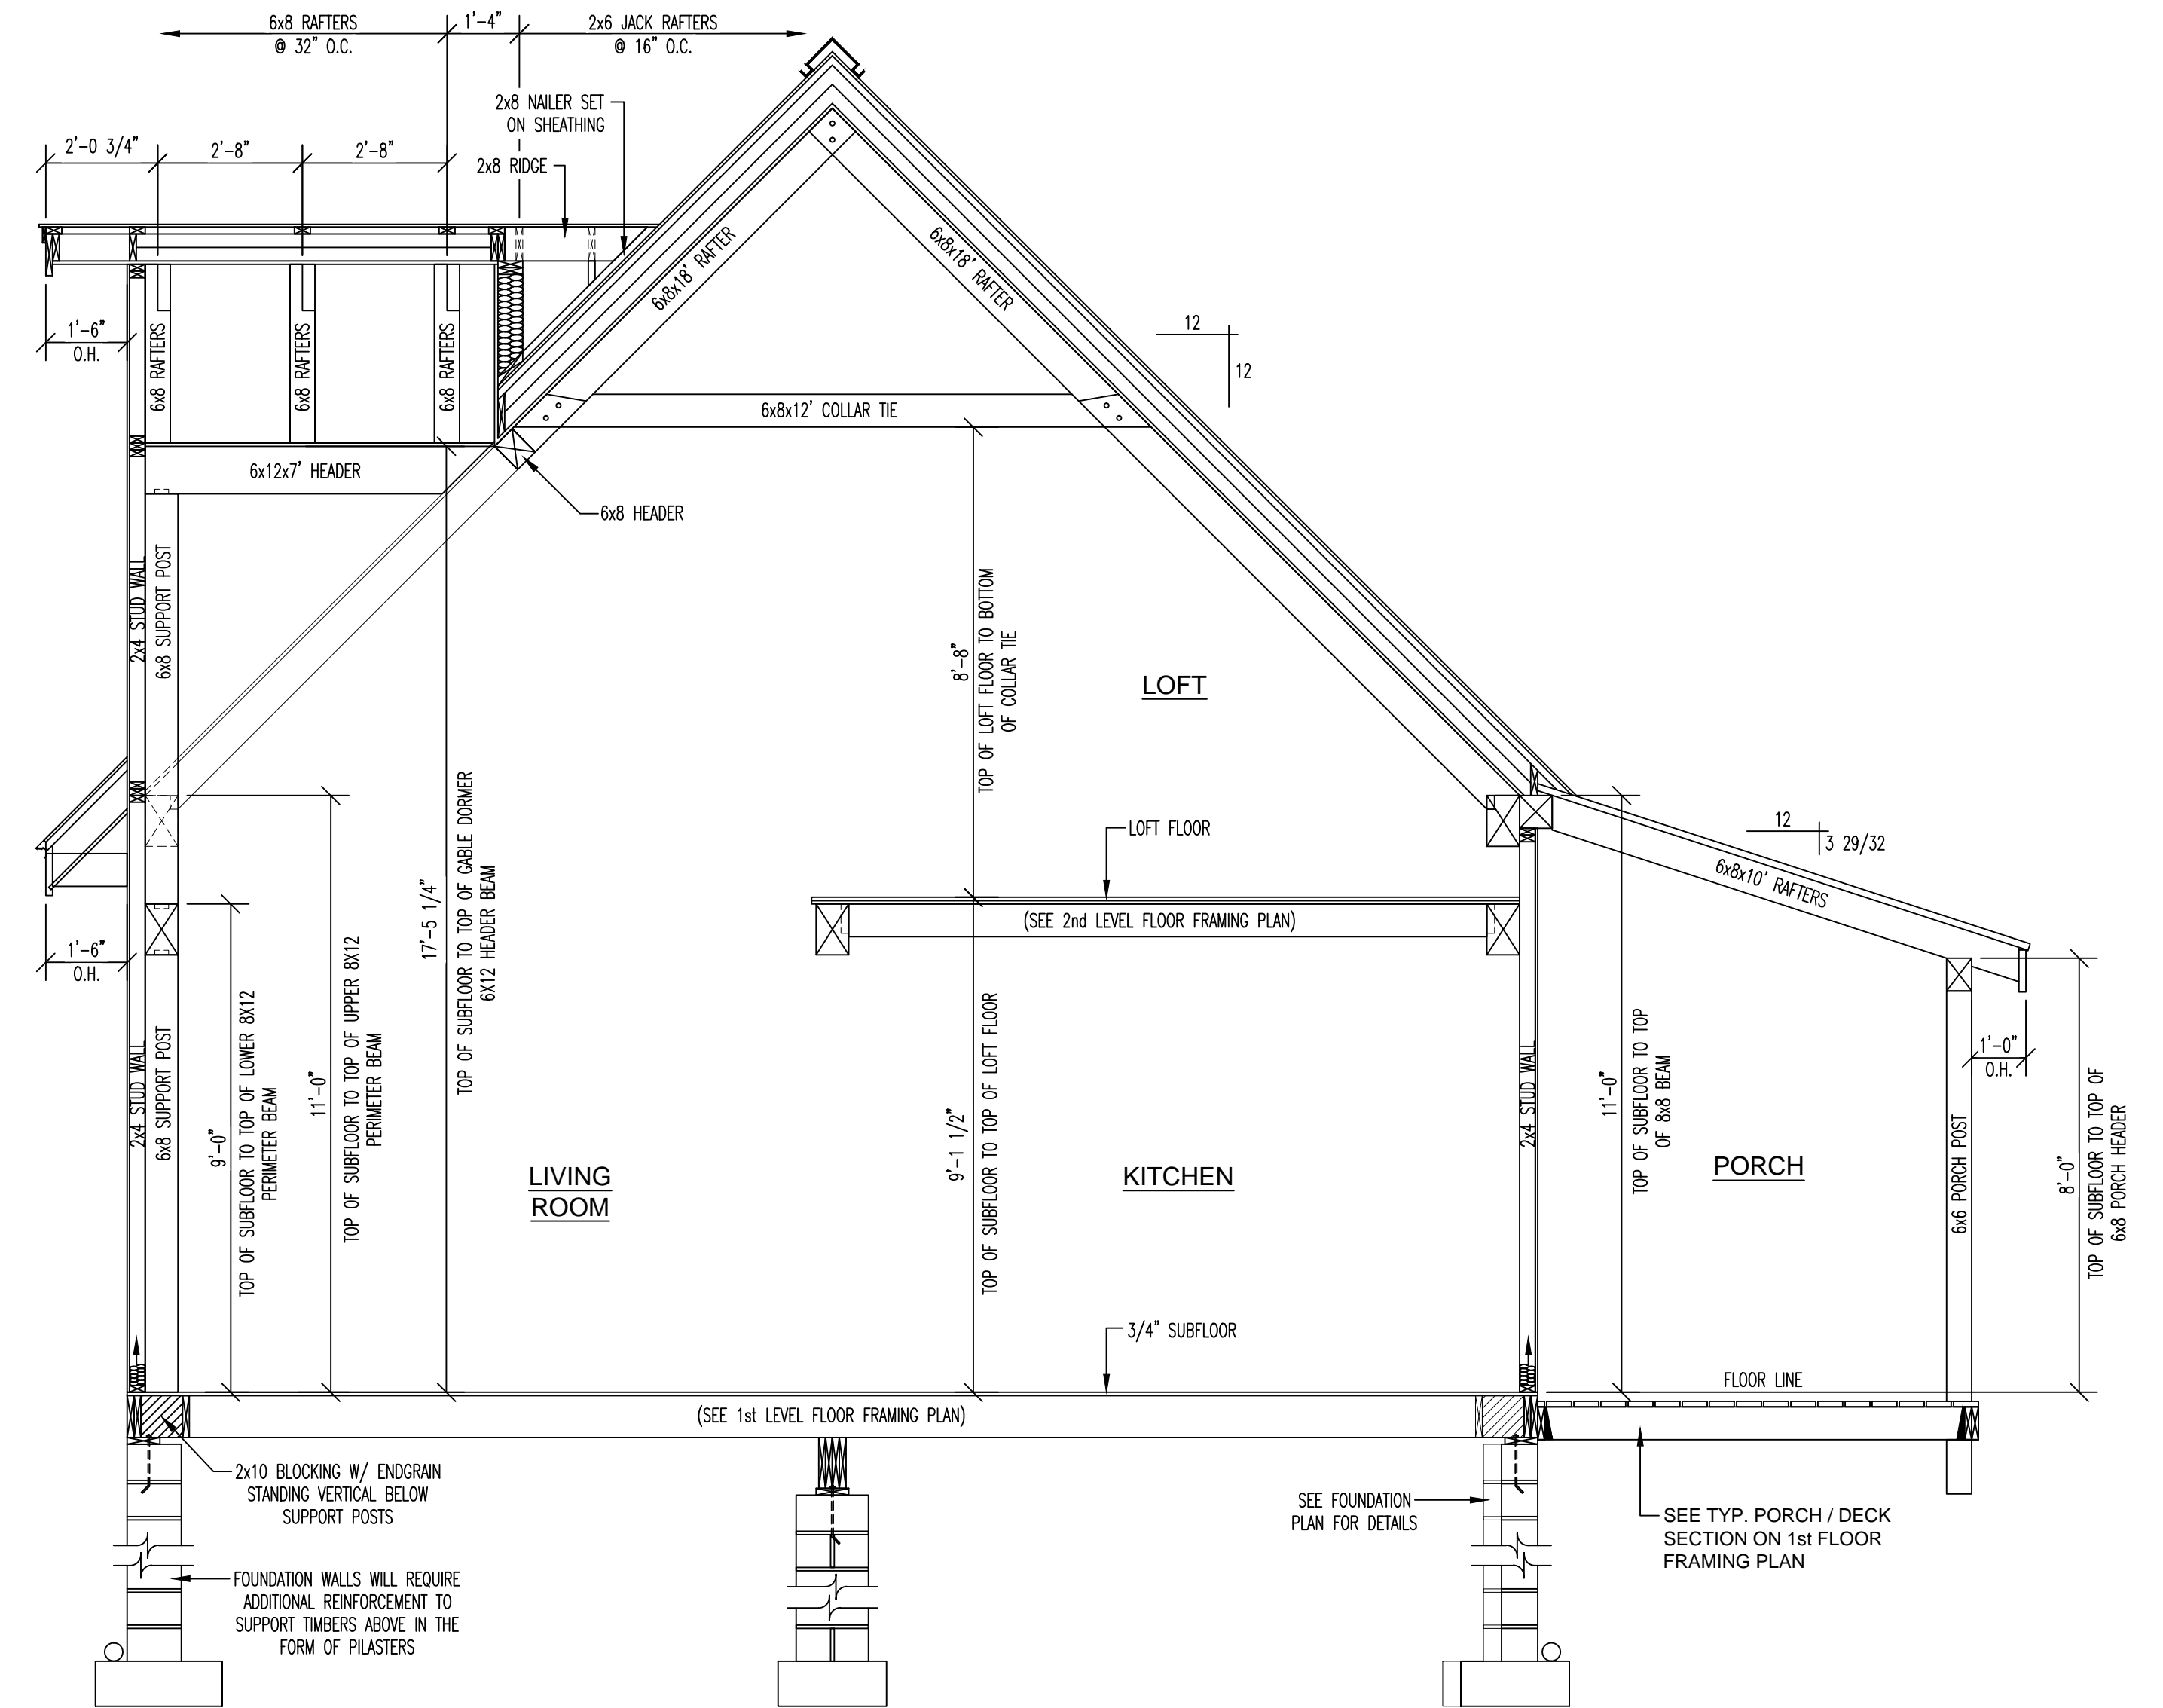 6x8 RAFTERS
@ 32" O.C.
1'-4"
2x6 JACK RAFTERS
@ 16" O.C.
2x8 NAILER SET
ON SHEATHING
2x8 RIDGE
2'-0 3/4"
2'-8"
2'-8"
1'-6"
O.H.
6x8 RAFTERS
6x8 RAFTERS
6x8 RAFTERS
6x8x18' RAFTER
6x8x18' RAFTER
12
12
6x8x12' COLLAR TIE
6x12x7' HEADER
6x8 HEADER
2x4 STUD WALL
6x8 SUPPORT POST
8'-8"
TOP OF LOFT FLOOR TO BOTTOM
OF COLLAR TIE
LOFT
LOFT FLOOR
12
3 29/32
6x8x10' RAFTERS
(SEE 2nd LEVEL FLOOR FRAMING PLAN)
1'-6"
O.H.
2x4 STUD WALL
6x8 SUPPORT POST
9'-0"
TOP OF SUBFLOOR TO TOP OF LOWER 8X12
PERIMETER BEAM
11'-0"
TOP OF SUBFLOOR TO TOP OF UPPER 8X12
PERIMETER BEAM
17'-5 1/4"
TOP OF SUBFLOOR TO TOP OF GABLE DORMER
6X12 HEADER BEAM
LIVING
ROOM
9'-1 1/2"
TOP OF SUBFLOOR TO TOP OF LOFT FLOOR
KITCHEN
2x4 STUD WALL
11'-0"
TOP OF SUBFLOOR TO TOP
OF 8x8 BEAM
PORCH
6x6 PORCH POST
1'-0"
O.H.
8'-0"
TOP OF SUBFLOOR TO TOP OF
6x8 PORCH HEADER
3/4" SUBFLOOR
FLOOR LINE
(SEE 1st LEVEL FLOOR FRAMING PLAN)
2x10 BLOCKING W/ ENDGRAIN
STANDING VERTICAL BELOW
SUPPORT POSTS
SEE FOUNDATION
PLAN FOR DETAILS
SEE TYP. PORCH / DECK
SECTION ON 1st FLOOR
FRAMING PLAN
FOUNDATION WALLS WILL REQUIRE
ADDITIONAL REINFORCEMENT TO
SUPPORT TIMBERS ABOVE IN THE
FORM OF PILASTERS